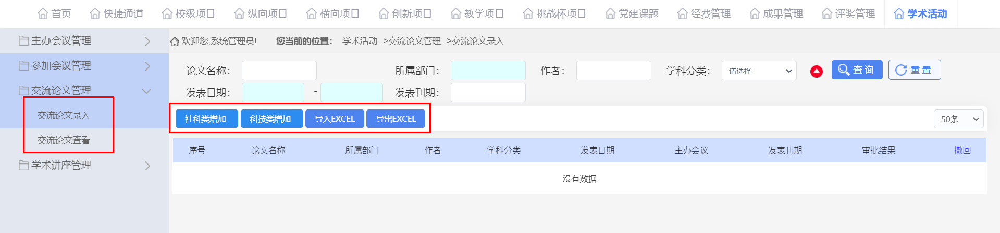 首页 快捷通道 校级项目 纵向项目 横向项目 创新项目 教学项目 挑战杯项目 党建课题 经费管理 成果管理 评奖管理 学术活动
主办会议管理
参加会议管理
交流论文管理
交流论文录入
交流论文查看
学术讲座管理
欢迎您,系统管理员! 您当前的位置： 学术活动-->交流论文管理-->交流论文录入
论文名称： 所属部门： 作者： 学科分类： 请选择 查询 重置
发表日期： - 发表刊期：
社科类增加 科技类增加 导入EXCEL 导出EXCEL 50条
序号 论文名称 所属部门 作者 学科分类 发表日期 主办会议 发表刊期 审批结果 撤回
没有数据